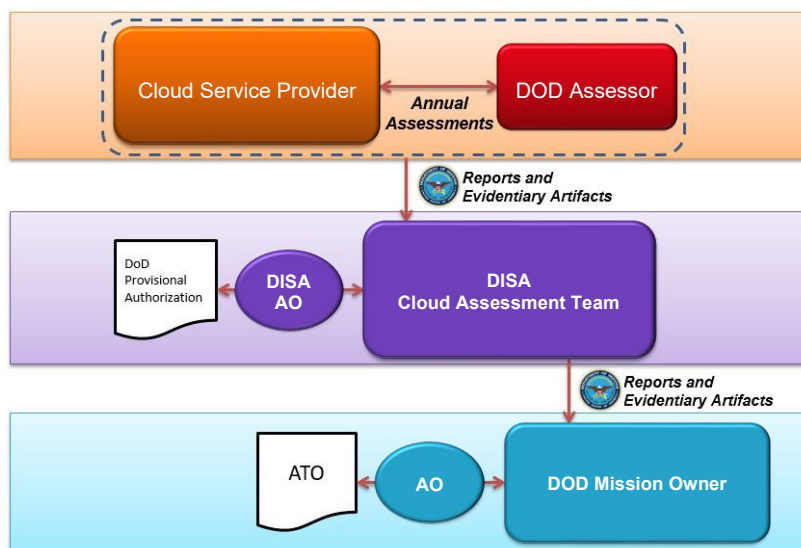 Cloud Service Provider
Annual
Assessments
DOD Assessor
Reports and
Evidentiary Artifacts
DoD
Provisional
Authorization
DISA
AO
DISA
Cloud Assessment Team
Reports and
Evidentiary Artifacts
ATO
AO
DOD Mission Owner